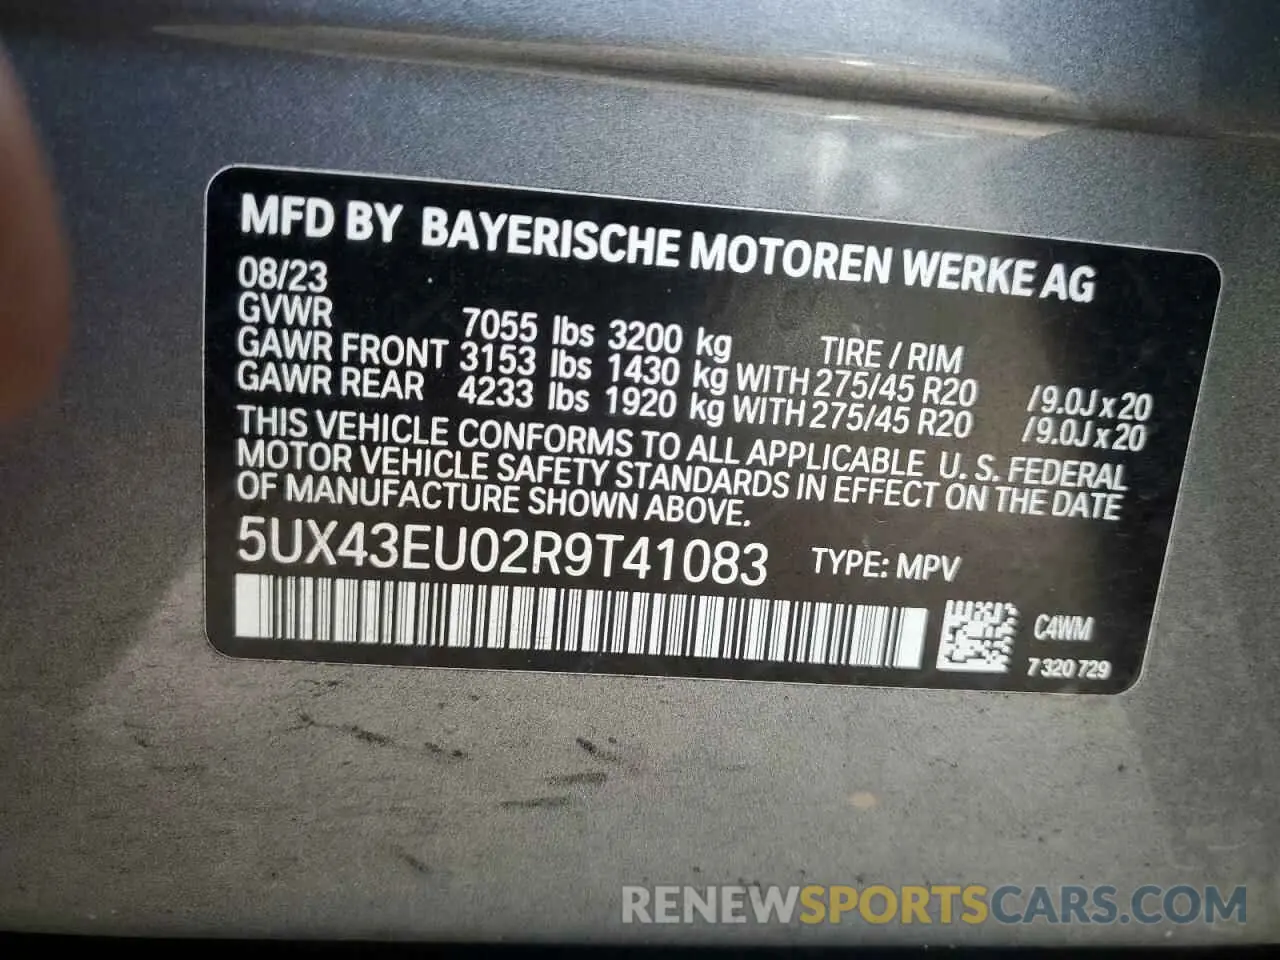 MFD BY BAYERISCHE MOTOREN WERKE AG
08/23
GVWR 7055 lbs 3200 kg TIRE / RIM
GAWR FRONT 3153 lbs 1430 kg WITH 275/45 R20 / 9.0J x 20
GAWR REAR 4233 lbs 1920 kg WITH 275/45 R20 / 9.0J x 20
THIS VEHICLE CONFORMS TO ALL APPLICABLE U. S. FEDERAL
MOTOR VEHICLE SAFETY STANDARDS IN EFFECT ON THE DATE
OF MANUFACTURE SHOWN ABOVE.
5UX43EU02R9T41083 TYPE: MPV
C4WM
7 320 729
RENEWSPORTSCARS.COM